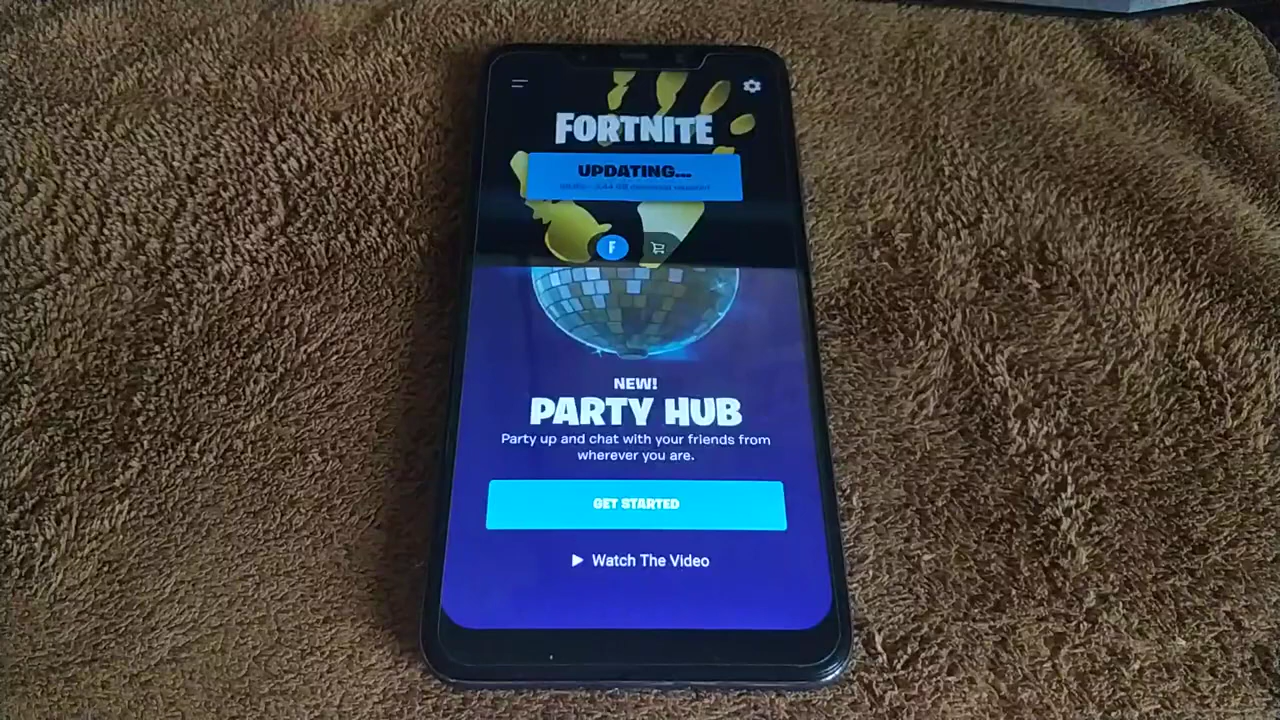 FORTNITE
UPDATING...
F
NEW!
PARTY HUB
Party up and chat with your friends from
wherever you are.
GET STARTED
Watch The Video